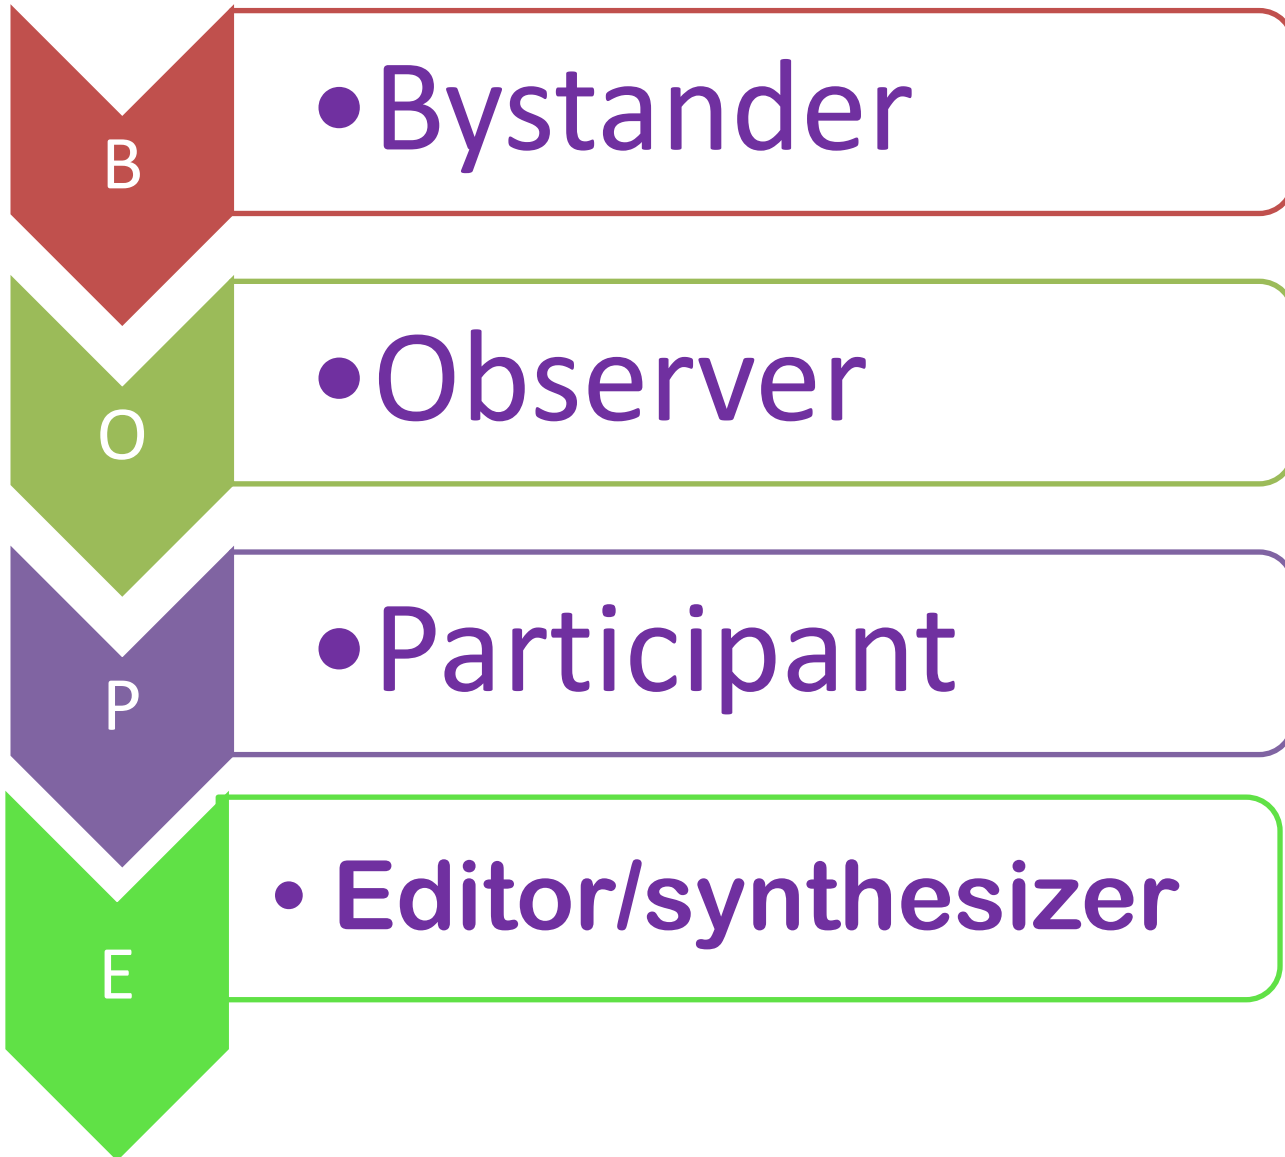 B
•Bystander
O
•Observer
P
•Participant
E
• Editor/synthesizer